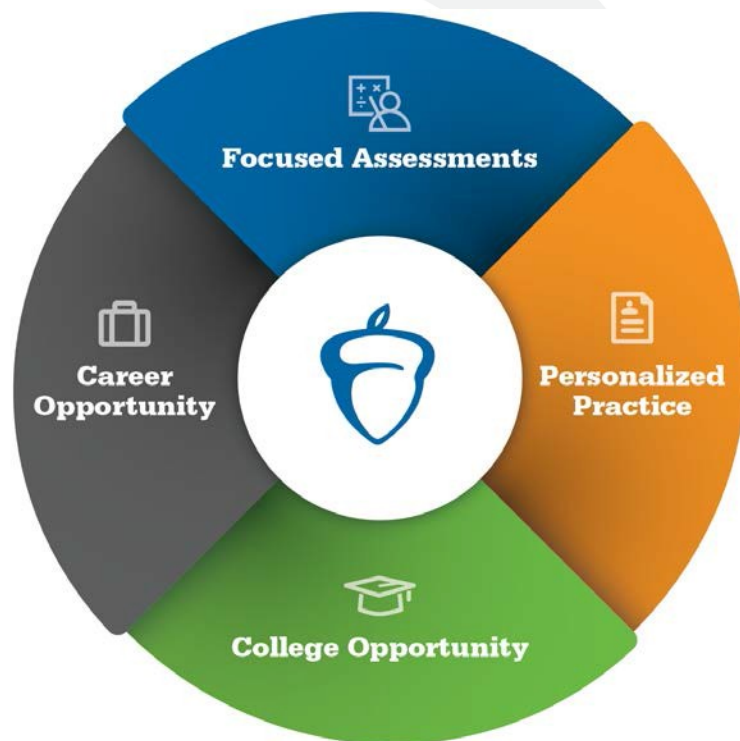 Focused Assessments
Career
Opportunity
Personalized
Practice
College Opportunity